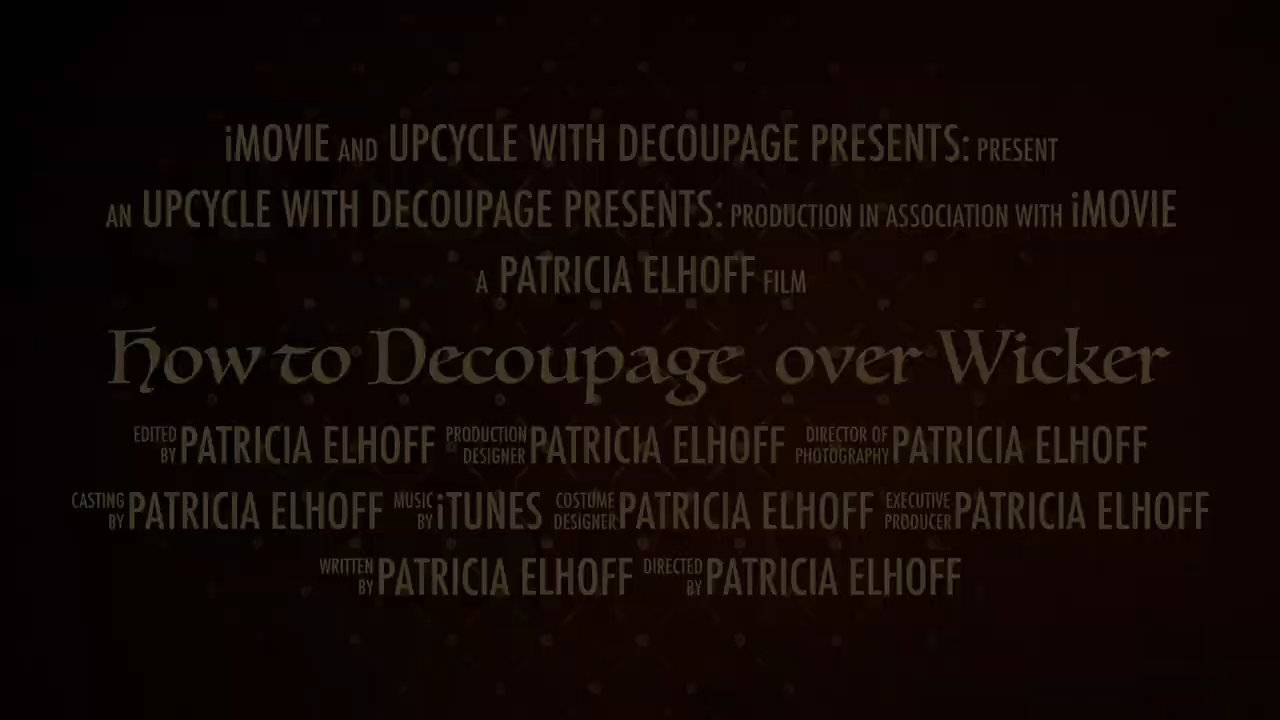 iMOVIE AND UPCYCLE WITH DECOUPAGE PRESENTS: PRESENT
AN UPCYCLE WITH DECOUPAGE PRESENTS: PRODUCTION IN ASSOCIATION WITH iMOVIE
A PATRICIA ELHOFF FILM
How to Decoupage over Wicker
EDITED BY PATRICIA ELHOFF PRODUCTION DESIGNER PATRICIA ELHOFF DIRECTOR OF PHOTOGRAPHY PATRICIA ELHOFF
CASTING BY PATRICIA ELHOFF MUSIC BY iTUNES COSTUME DESIGNER PATRICIA ELHOFF EXECUTIVE PRODUCER PATRICIA ELHOFF
WRITTEN BY PATRICIA ELHOFF DIRECTED BY PATRICIA ELHOFF